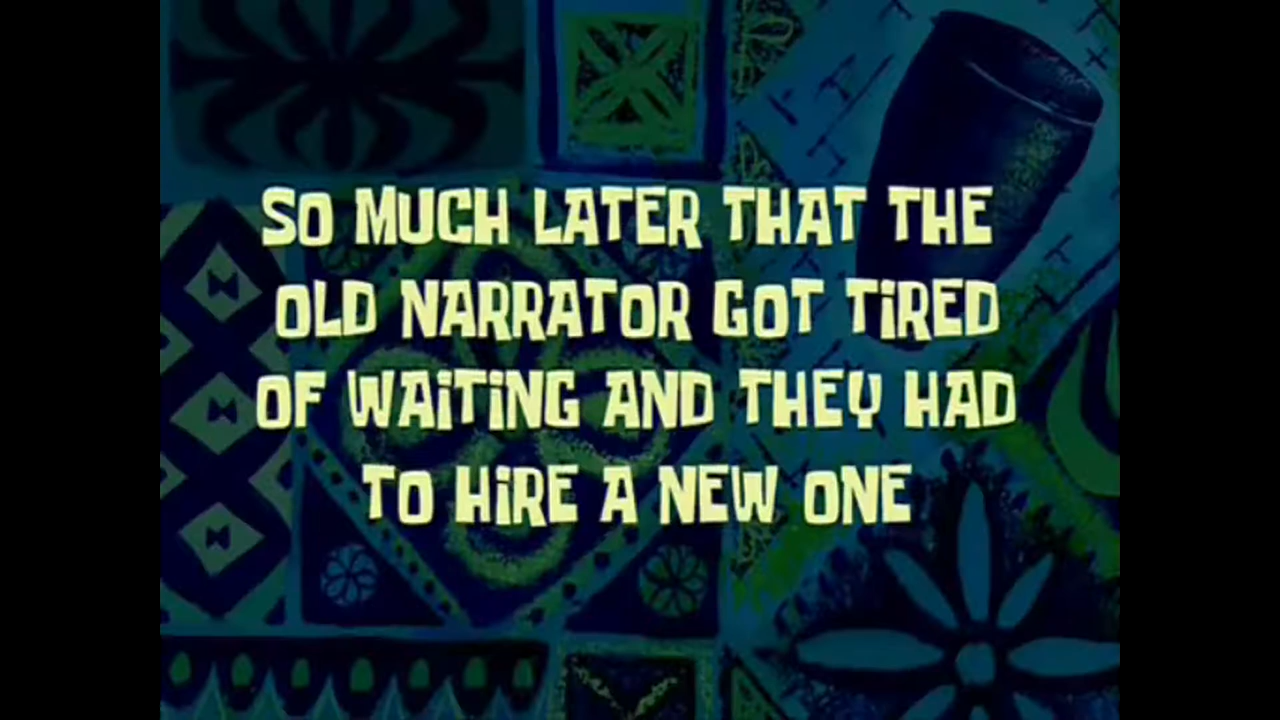 SO MUCH LATER THAT THE
OLD NARRATOR GOT TiRED
OF WAiTiNG AND THEY HAD
TO HiRE A NEW ONE